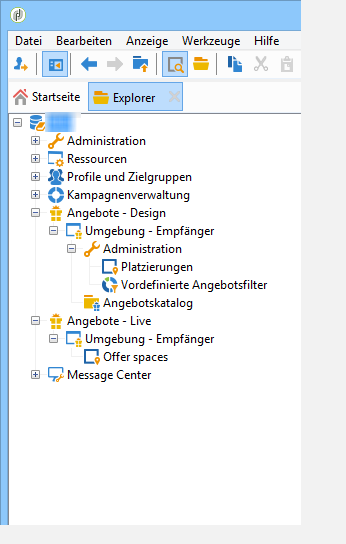 Datei Bearbeiten Anzeige Werkzeuge Hilfe
Startseite Explorer
Administration
Ressourcen
Profile und Zielgruppen
Kampagnenverwaltung
Angebote - Design
Umgebung - Empfänger
Administration
Platzierungen
Vordefinierte Angebotsfilter
Angebotskatalog
Angebote - Live
Umgebung - Empfänger
Offer spaces
Message Center